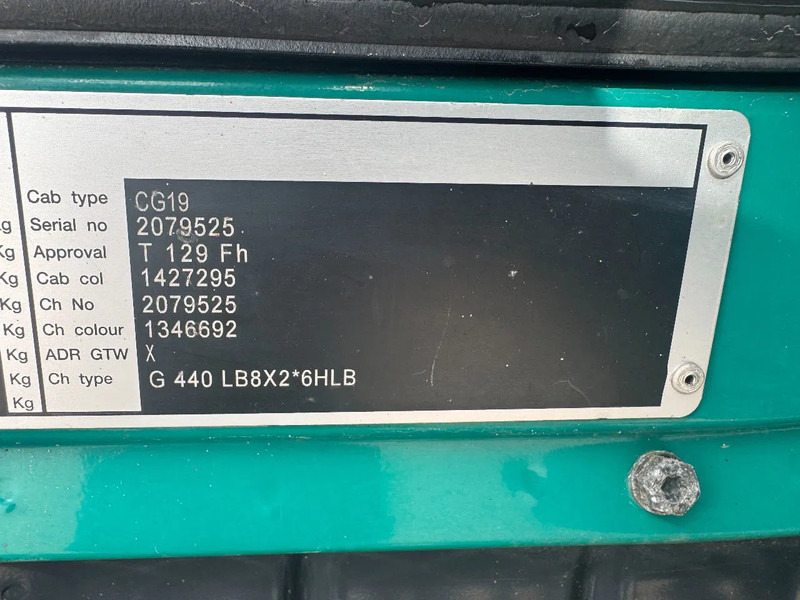 Cab type CG19
Kg Serial no 2079525
Kg Approval T 129 Fh
Kg Cab col 1427295
Kg Ch No 2079525
Kg Ch colour 1346692
Kg ADR GTW X
Kg Ch type G 440 LB8X2*6HLB
Kg